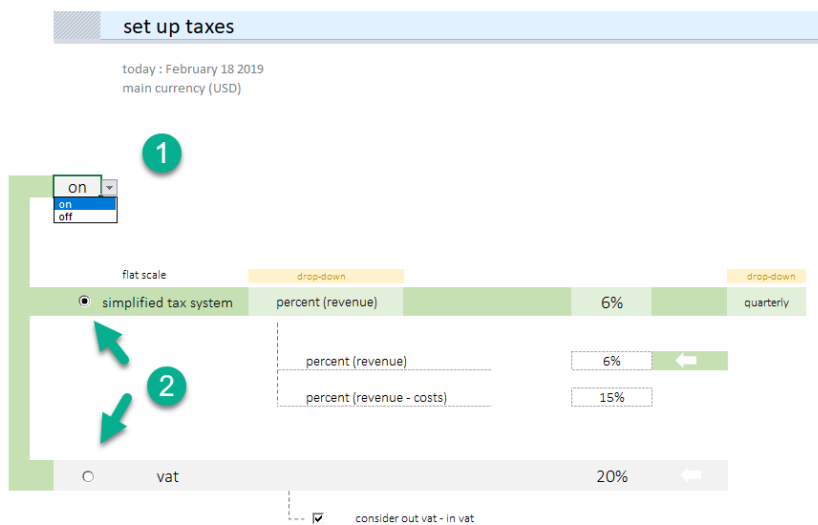 set up taxes
today : February 18 2019
main currency (USD)
1
on
on
off
flat scale drop-down drop-down
simplified tax system percent (revenue) 6% quarterly
percent (revenue) 6%
2
percent (revenue - costs) 15%
vat 20%
consider out vat - in vat